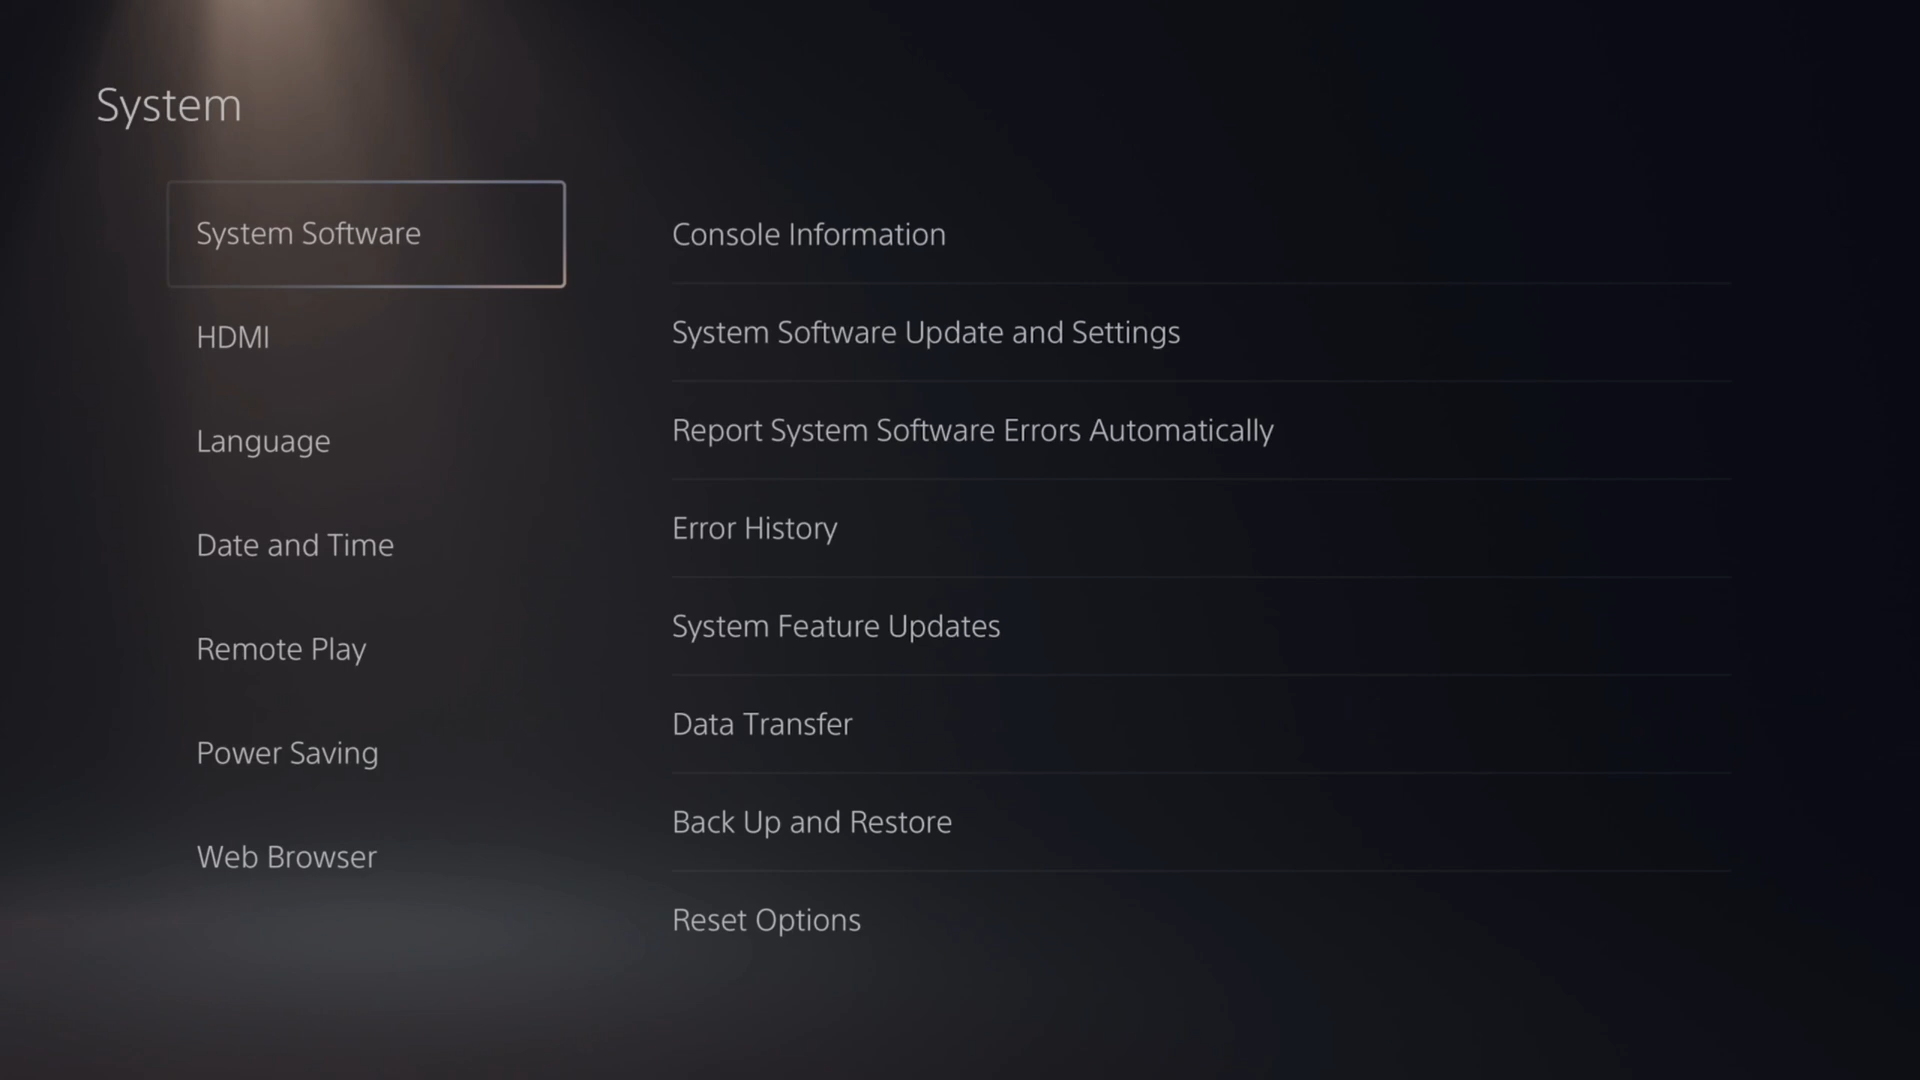 System
System Software
HDMI
Language
Date and Time
Remote Play
Power Saving
Web Browser
Console Information
System Software Update and Settings
Report System Software Errors Automatically
Error History
System Feature Updates
Data Transfer
Back Up and Restore
Reset Options